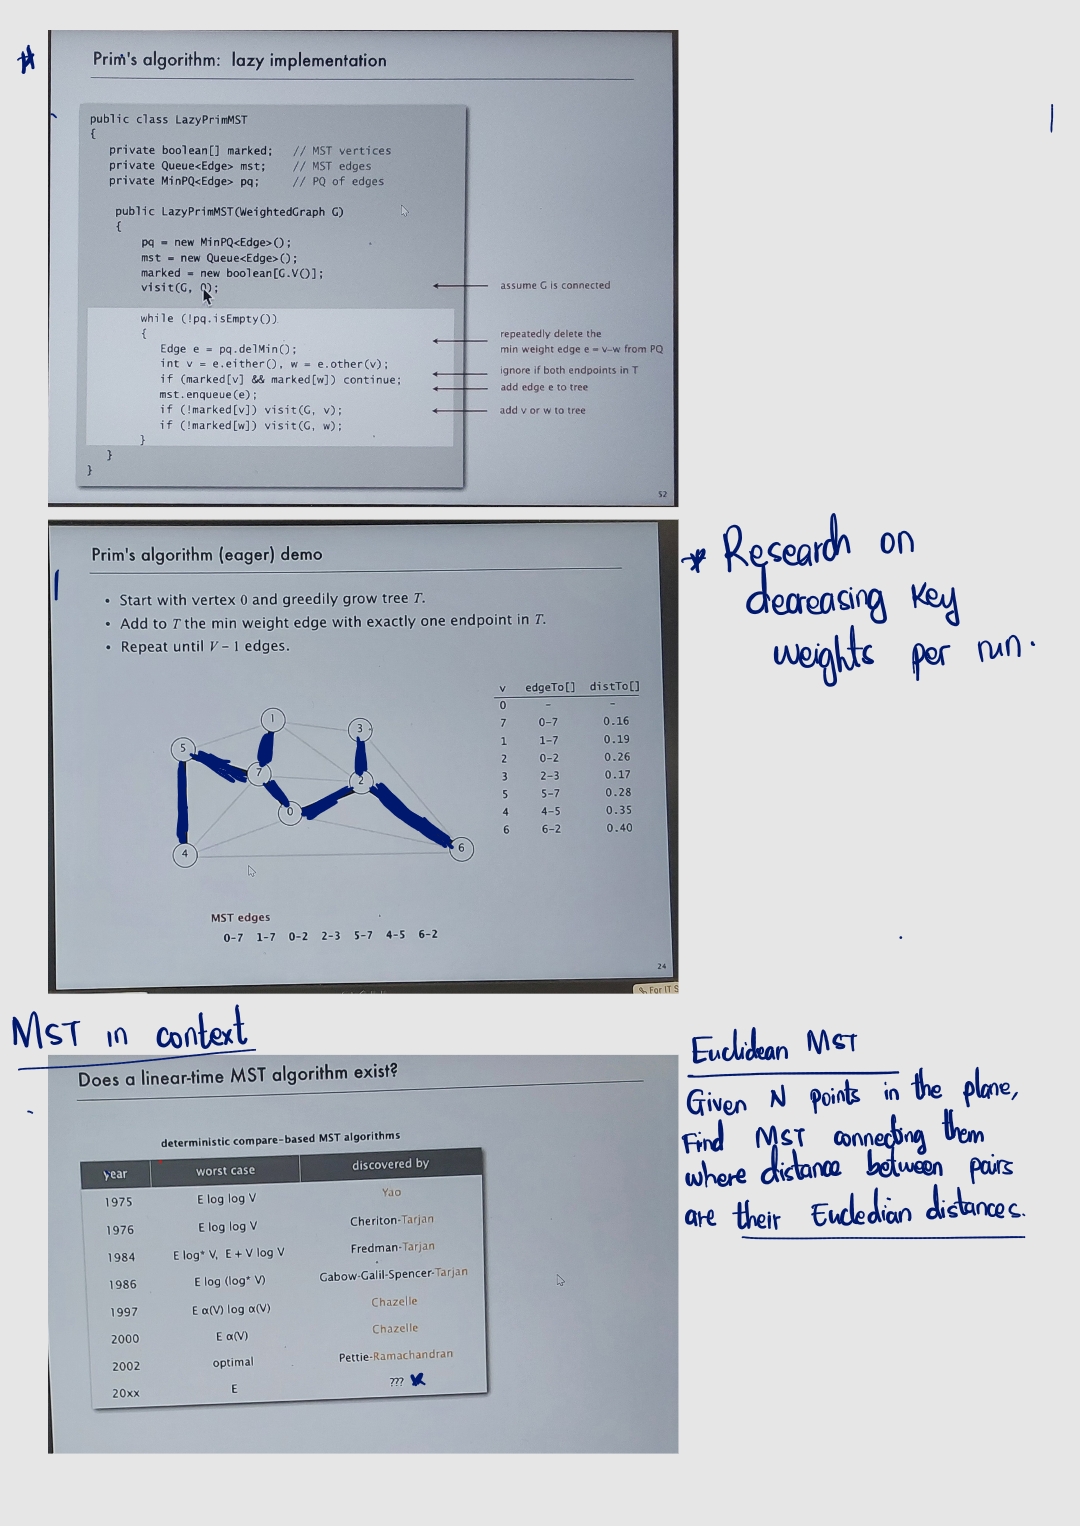 Prim's algorithm: lazy implementation
public class LazyPrimMST
{
private boolean[] marked; // MST vertices
private Queue<Edge> mst; // MST edges
private MinPQ<Edge> pq; // PQ of edges
public LazyPrimMST(WeightedGraph G)
{
pq = new MinPQ<Edge>();
mst = new Queue<Edge>();
marked = new boolean[G.V()];
visit(G, 0); assume G is connected
while (!pq.isEmpty())
{ repeatedly delete the
Edge e = pq.delMin(); min weight edge e = v–w from PQ
int v = e.either(), w = e.other(v);
if (marked[v] && marked[w]) continue; ignore if both endpoints in T
mst.enqueue(e); add edge e to tree
if (!marked[v]) visit(G, v); add v or w to tree
if (!marked[w]) visit(G, w);
}
}
}
52
* Research on
decreasing key
weights per run.
Prim's algorithm (eager) demo
• Start with vertex 0 and greedily grow tree T.
• Add to T the min weight edge with exactly one endpoint in T.
• Repeat until V – 1 edges.
v edgeTo[] distTo[]
0 – –
7 0–7 0.16
1 1–7 0.19
2 0–2 0.26
3 2–3 0.17
5 5–7 0.28
4 4–5 0.35
6 6–2 0.40
1
3
5
7
2
0
4
6
MST edges
0–7 1–7 0–2 2–3 5–7 4–5 6–2
24
For IT S
MST in context
Does a linear-time MST algorithm exist?
deterministic compare-based MST algorithms
year worst case discovered by
1975 E log log V Yao
1976 E log log V Cheriton-Tarjan
1984 E log* V, E + V log V Fredman-Tarjan
1986 E log (log* V) Gabow-Galil-Spencer-Tarjan
1997 E α(V) log α(V) Chazelle
2000 E α(V) Chazelle
2002 optimal Pettie-Ramachandran
20xx E ???
Euclidean MST
Given N points in the plane,
Find MST connecting them
where distance between pairs
are their Eucledian distances.